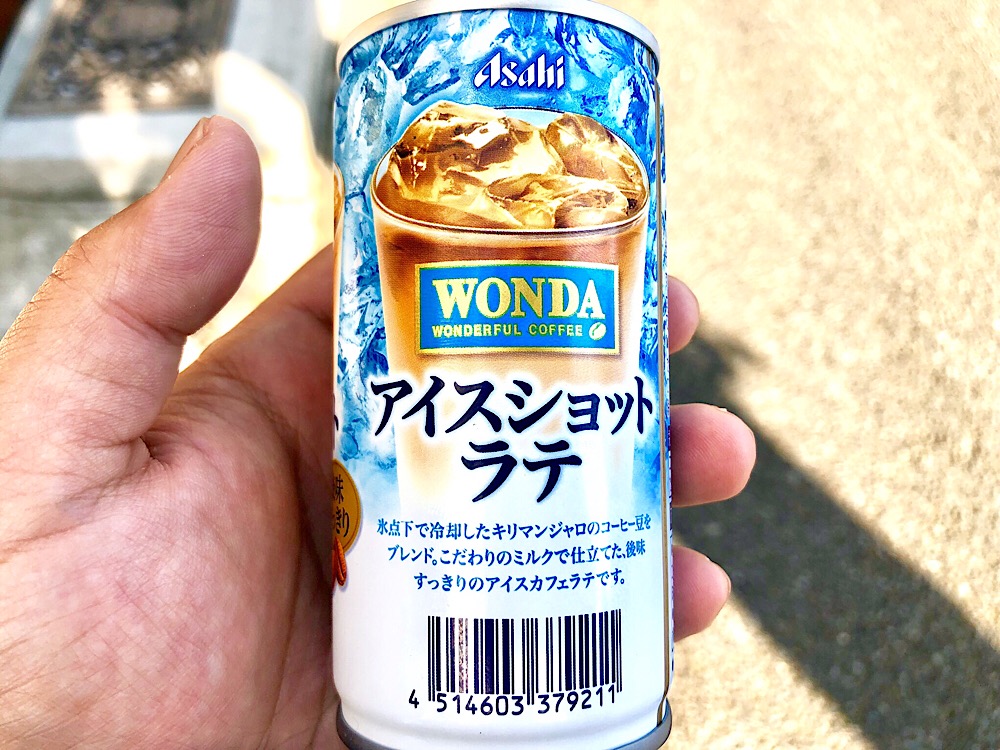 Asahi
WONDA
WONDERFUL COFFEE
アイスショット
ラテ
氷点下で冷却したキリマンジャロのコーヒー豆を
ブレンド。こだわりのミルクで仕立てた、後味
すっきりのアイスカフェラテです。
4 514603 379211